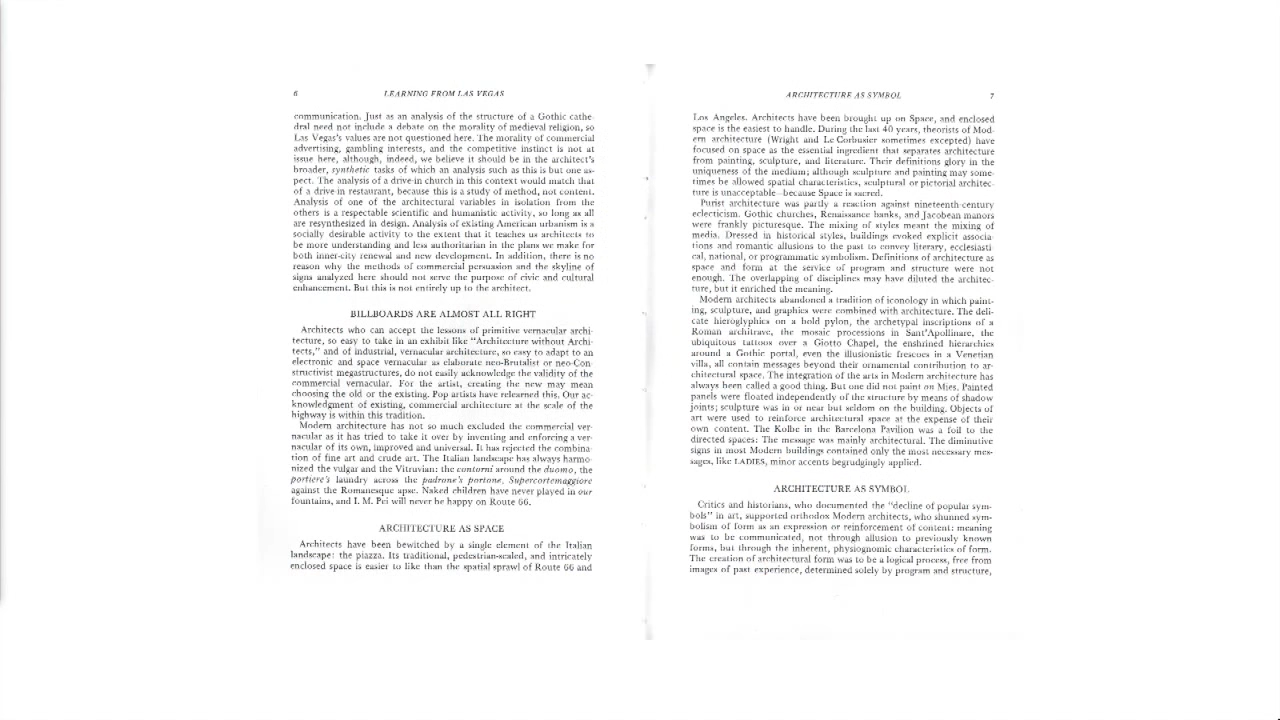 6 LEARNING FROM LAS VEGAS
communication. Just as an analysis of the structure of a Gothic cathe-
dral need not include a debate on the morality of medieval religion, so
Las Vegas's values are not questioned here. The morality of commercial
advertising, gambling interests, and the competitive instinct is not at
issue here, although, indeed, we believe it should be in the architect's
broader, synthetic tasks of which an analysis such as this is but one as-
pect. The analysis of a drive-in church in this context would match that
of a drive-in restaurant, because this is a study of method, not content.
Analysis of one of the architectural variables in isolation from the
others is a respectable scientific and humanistic activity, so long as all
are resynthesized in design. Analysis of existing American urbanism is a
socially desirable activity to the extent that it teaches us architects to
be more understanding and less authoritarian in the plans we make for
both inner-city renewal and new development. In addition, there is no
reason why the methods of commercial persuasion and the skyline of
signs analyzed here should not serve the purpose of civic and cultural
enhancement. But this is not entirely up to the architect.
BILLBOARDS ARE ALMOST ALL RIGHT
Architects who can accept the lessons of primitive vernacular archi-
tecture, so easy to take in an exhibit like "Architecture without Archi-
tects," and of industrial, vernacular architecture, so easy to adapt to an
electronic and space vernacular as elaborate neo-Brutalist or neo-Con-
structivist megastructures, do not easily acknowledge the validity of the
commercial vernacular. For the artist, creating the new may mean
choosing the old or the existing. Pop artists have relearned this. Our ac-
knowledgment of existing, commercial architecture at the scale of the
highway is within this tradition.
Modern architecture has not so much excluded the commercial ver-
nacular as it has tried to take it over by inventing and enforcing a ver-
nacular of its own, improved and universal. It has rejected the combina-
tion of fine art and crude art. The Italian landscape has always harmo-
nized the vulgar and the Vitruvian: the contorni around the duomo, the
portiere's laundry across the padrone's portone, Supercortemaggiore
against the Romanesque apse. Naked children have never played in our
fountains, and I. M. Pei will never be happy on Route 66.
ARCHITECTURE AS SPACE
Architects have been bewitched by a single element of the Italian
landscape: the piazza. Its traditional, pedestrian-scaled, and intricately
enclosed space is easier to like than the spatial sprawl of Route 66 and
ARCHITECTURE AS SYMBOL 7
Los Angeles. Architects have been brought up on Space, and enclosed
space is the easiest to handle. During the last 40 years, theorists of Mod-
ern architecture (Wright and Le Corbusier sometimes excepted) have
focused on space as the essential ingredient that separates architecture
from painting, sculpture, and literature. Their definitions glory in the
uniqueness of the medium; although sculpture and painting may some-
times be allowed spatial characteristics, sculptural or pictorial architec-
ture is unacceptable—because Space is sacred.
Purist architecture was partly a reaction against nineteenth-century
eclecticism. Gothic churches, Renaissance banks, and Jacobean manors
were frankly picturesque. The mixing of styles meant the mixing of
media. Dressed in historical styles, buildings evoked explicit associa-
tions and romantic allusions to the past to convey literary, ecclesiasti-
cal, national, or programmatic symbolism. Definitions of architecture as
space and form at the service of program and structure were not
enough. The overlapping of disciplines may have diluted the architec-
ture, but it enriched the meaning.
Modern architects abandoned a tradition of iconology in which paint-
ing, sculpture, and graphics were combined with architecture. The deli-
cate hieroglyphics on a bold pylon, the archetypal inscriptions of a
Roman architrave, the mosaic processions in Sant'Apollinare, the
ubiquitous tattoos over a Giotto Chapel, the enshrined hierarchies
around a Gothic portal, even the illusionistic frescoes in a Venetian
villa, all contain messages beyond their ornamental contribution to ar-
chitectural space. The integration of the arts in Modern architecture has
always been called a good thing. But one did not paint on Mies. Painted
panels were floated independently of the structure by means of shadow
joints; sculpture was in or near but seldom on the building. Objects of
art were used to reinforce architectural space at the expense of their
own content. The Kolbe in the Barcelona Pavilion was a foil to the
directed spaces: The message was mainly architectural. The diminutive
signs in most Modern buildings contained only the most necessary mes-
sages, like LADIES, minor accents begrudgingly applied.
ARCHITECTURE AS SYMBOL
Critics and historians, who documented the "decline of popular sym-
bols" in art, supported orthodox Modern architects, who shunned sym-
bolism of form as an expression or reinforcement of content: meaning
was to be communicated, not through allusion to previously known
forms, but through the inherent, physiognomic characteristics of form.
The creation of architectural form was to be a logical process, free from
images of past experience, determined solely by program and structure,